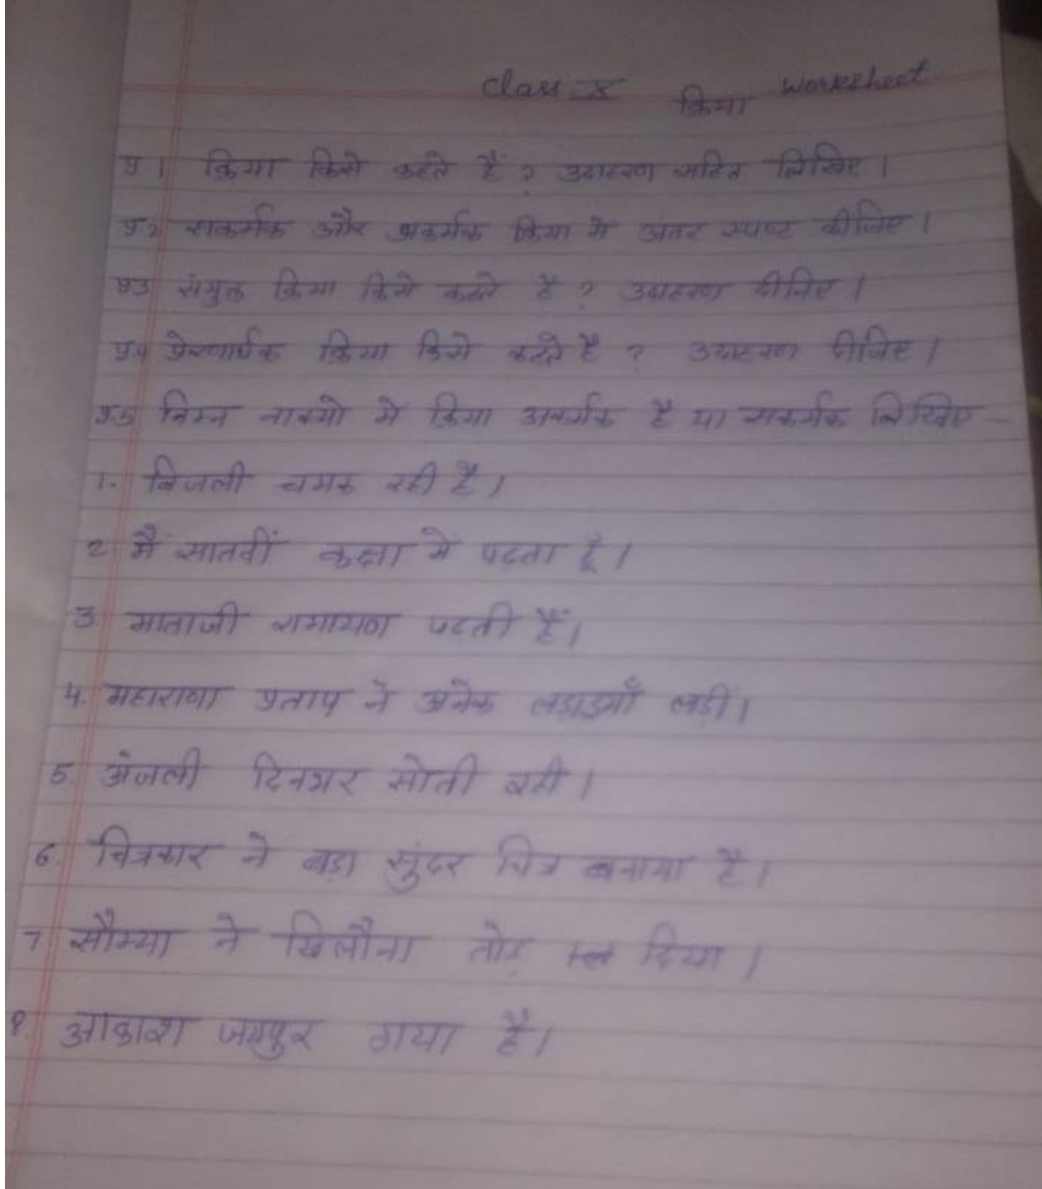 Class X क्रिया Worksheet
प्र1 क्रिया किसे कहते हैं ? उदाहरण सहित लिखिए ।
प्र2 सकर्मक और अकर्मक क्रिया में अंतर स्पष्ट कीजिए ।
प्र3 संयुक्त क्रिया किसे कहते है ? उदाहरण दीजिए ।
प्र4 प्रेरणार्थक क्रिया किसे कहते है ? उदाहरण दीजिए ।
प्र5 निम्न वाक्यो में क्रिया अकर्मक है या सकर्मक लिखिए -
1. बिजली चमक रही है ।
2 मैं सातवीं कक्षा में पढता हूँ ।
3. माताजी रामायण पढती हैं ।
4. महाराणा प्रताप ने अनेक लड़ाइयाँ लड़ी ।
5 अंजली दिनभर सोती रही ।
6. चित्रकार ने बड़ा सुंदर चित्र बनाया है ।
7 सौम्या ने खिलौना तोड़ दिया ।
8. आकाश जयपुर गया है ।